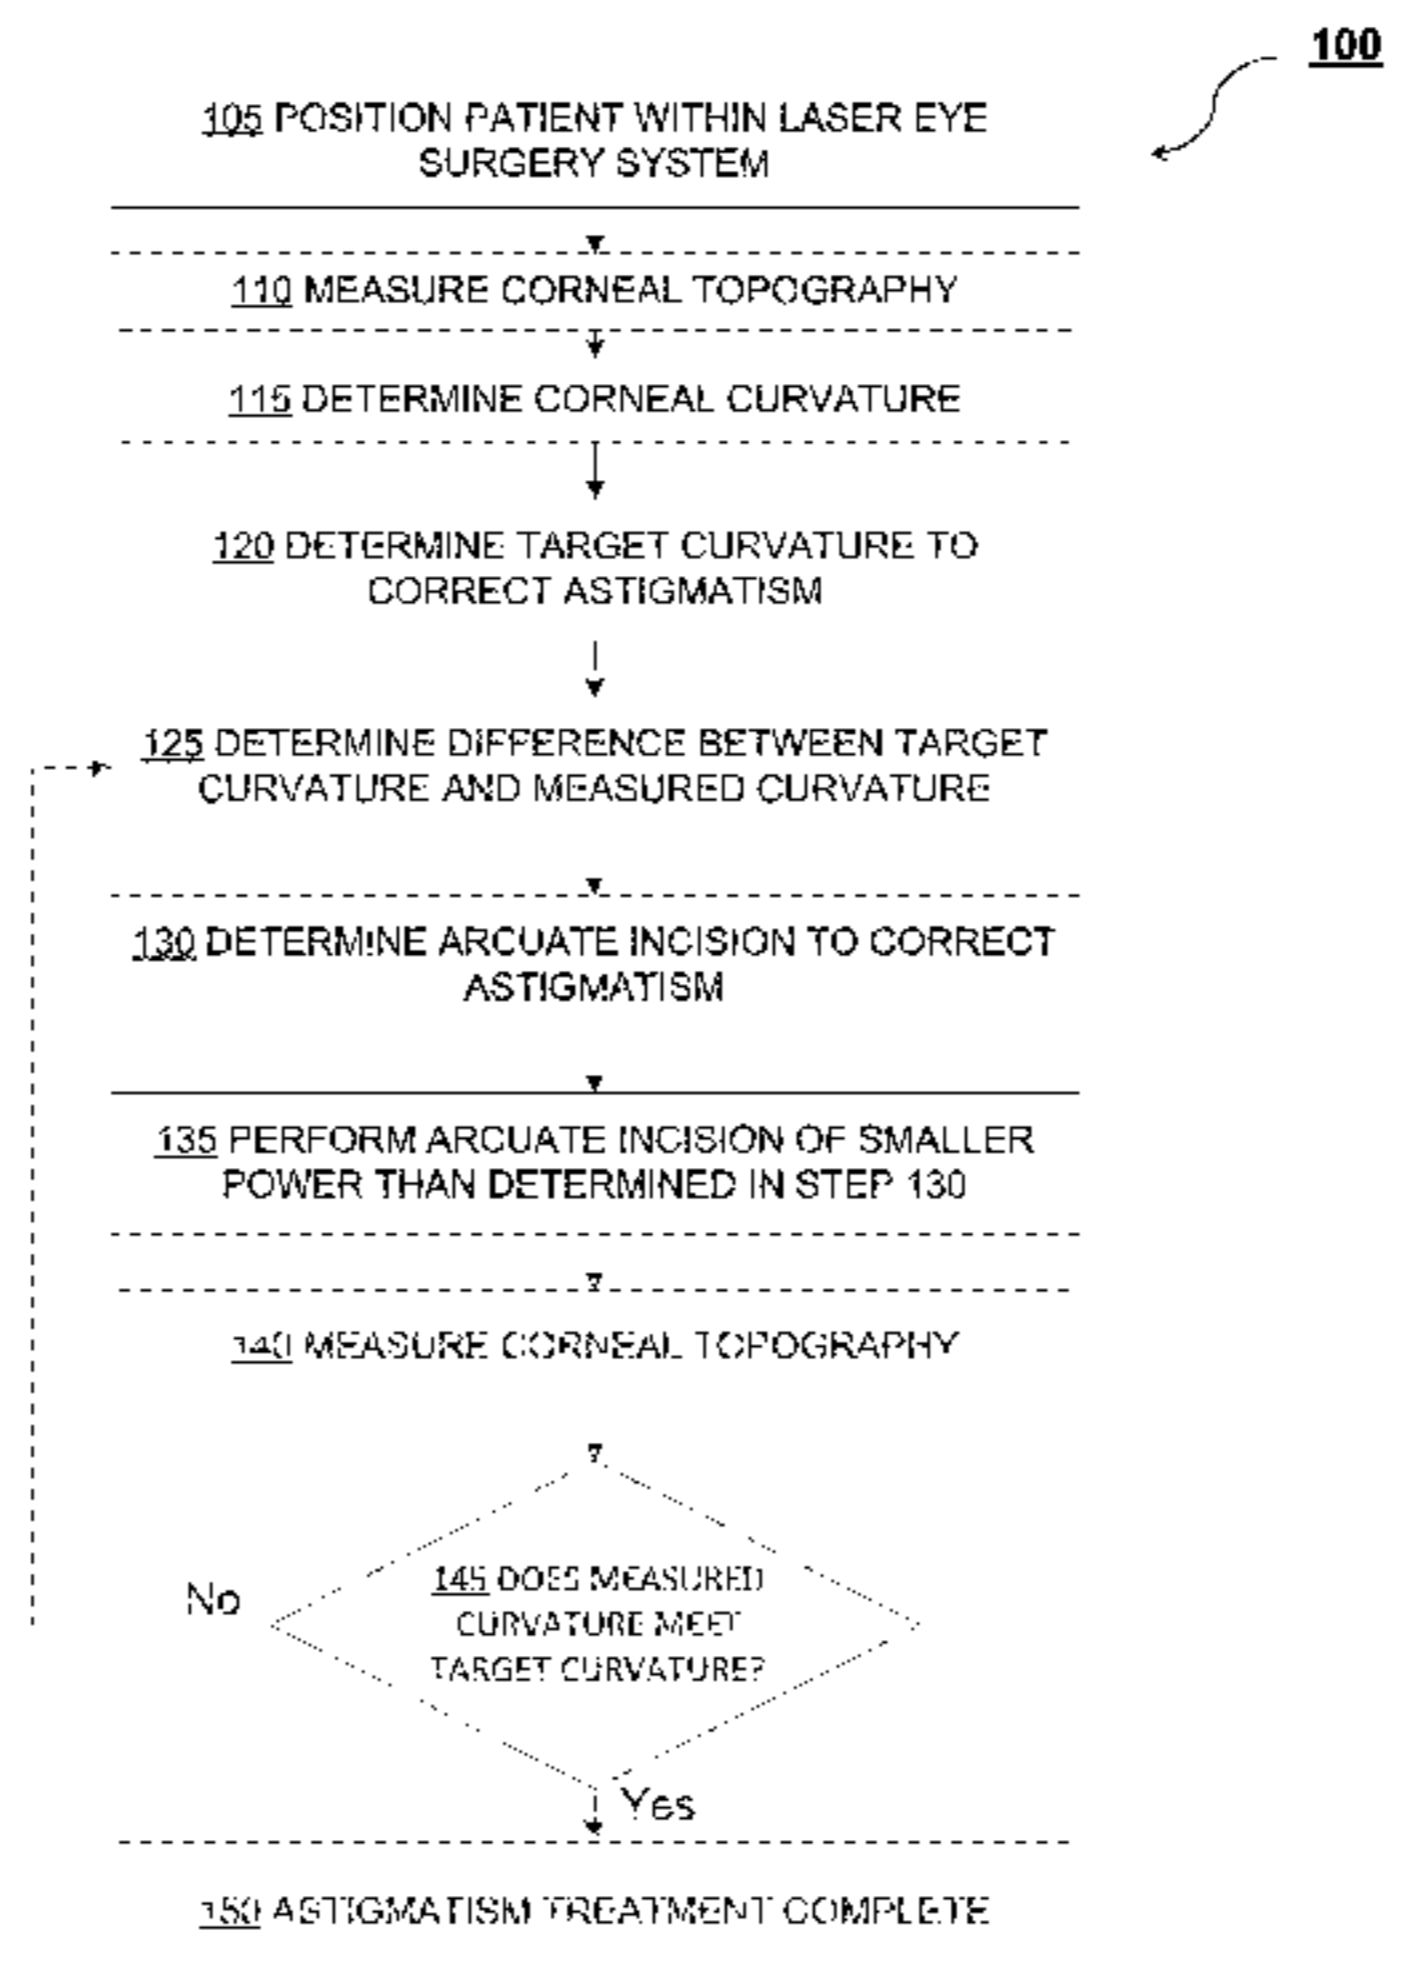 100
105 POSITION PATIENT WITHIN LASER EYE
SURGERY SYSTEM
110 MEASURE CORNEAL TOPOGRAPHY
115 DETERMINE CORNEAL CURVATURE
120 DETERMINE TARGET CURVATURE TO
CORRECT ASTIGMATISM
125 DETERMINE DIFFERENCE BETWEEN TARGET
CURVATURE AND MEASURED CURVATURE
130 DETERMINE ARCUATE INCISION TO CORRECT
ASTIGMATISM
135 PERFORM ARCUATE INCISION OF SMALLER
POWER THAN DETERMINED IN STEP 130
140 MEASURE CORNEAL TOPOGRAPHY
145 DOES MEASURED
No
CURVATURE MEET
TARGET CURVATURE?
Yes
150 ASTIGMATISM TREATMENT COMPLETE